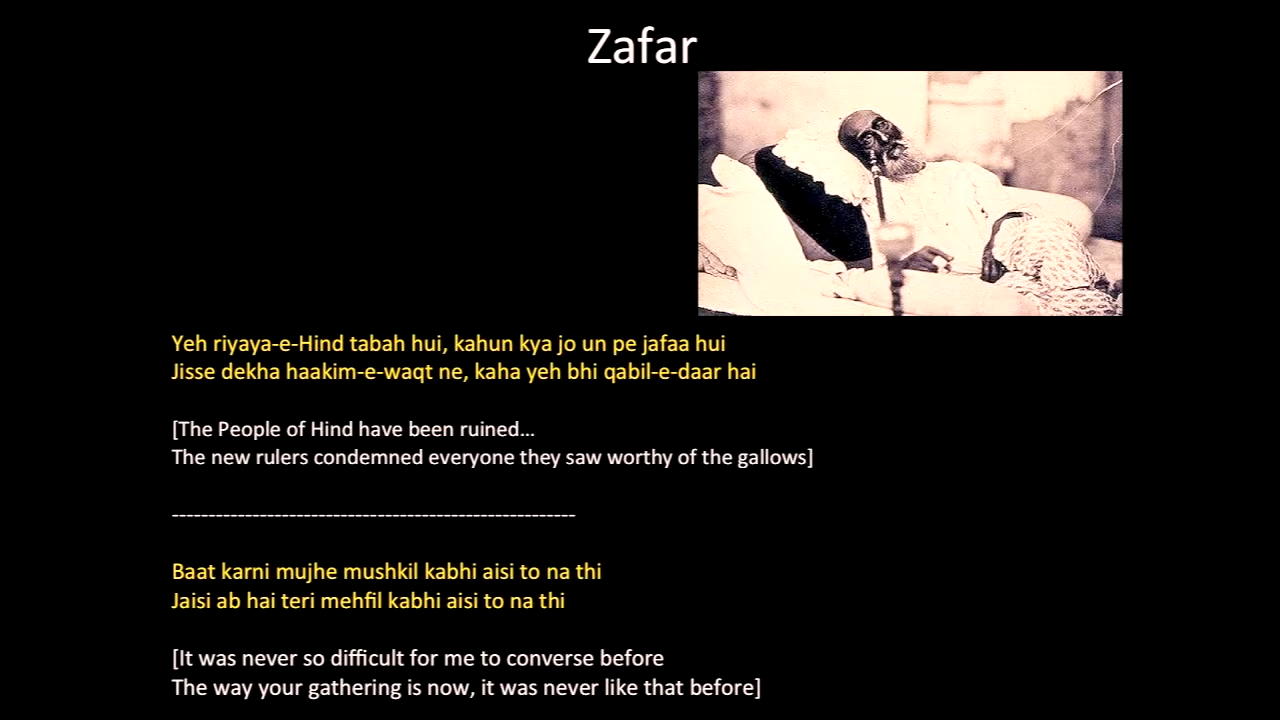 Zafar
Yeh riyaya-e-Hind tabah hui, kahun kya jo un pe jafaa hui
Jisse dekha haakim-e-waqt ne, kaha yeh bhi qabil-e-daar hai
[The People of Hind have been ruined...
The new rulers condemned everyone they saw worthy of the gallows]
-------------------------------------------------------
Baat karni mujhe mushkil kabhi aisi to na thi
Jaisi ab hai teri mehfil kabhi aisi to na thi
[It was never so difficult for me to converse before
The way your gathering is now, it was never like that before]